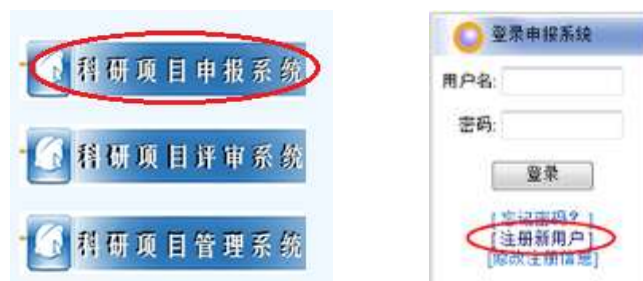 科研项目申报系统
科研项目评审系统
科研项目管理系统
登录申报系统
用户名:
密码:
登录
[ 忘记密码？ ]
[ 注册新用户 ]
[修改注册信息]